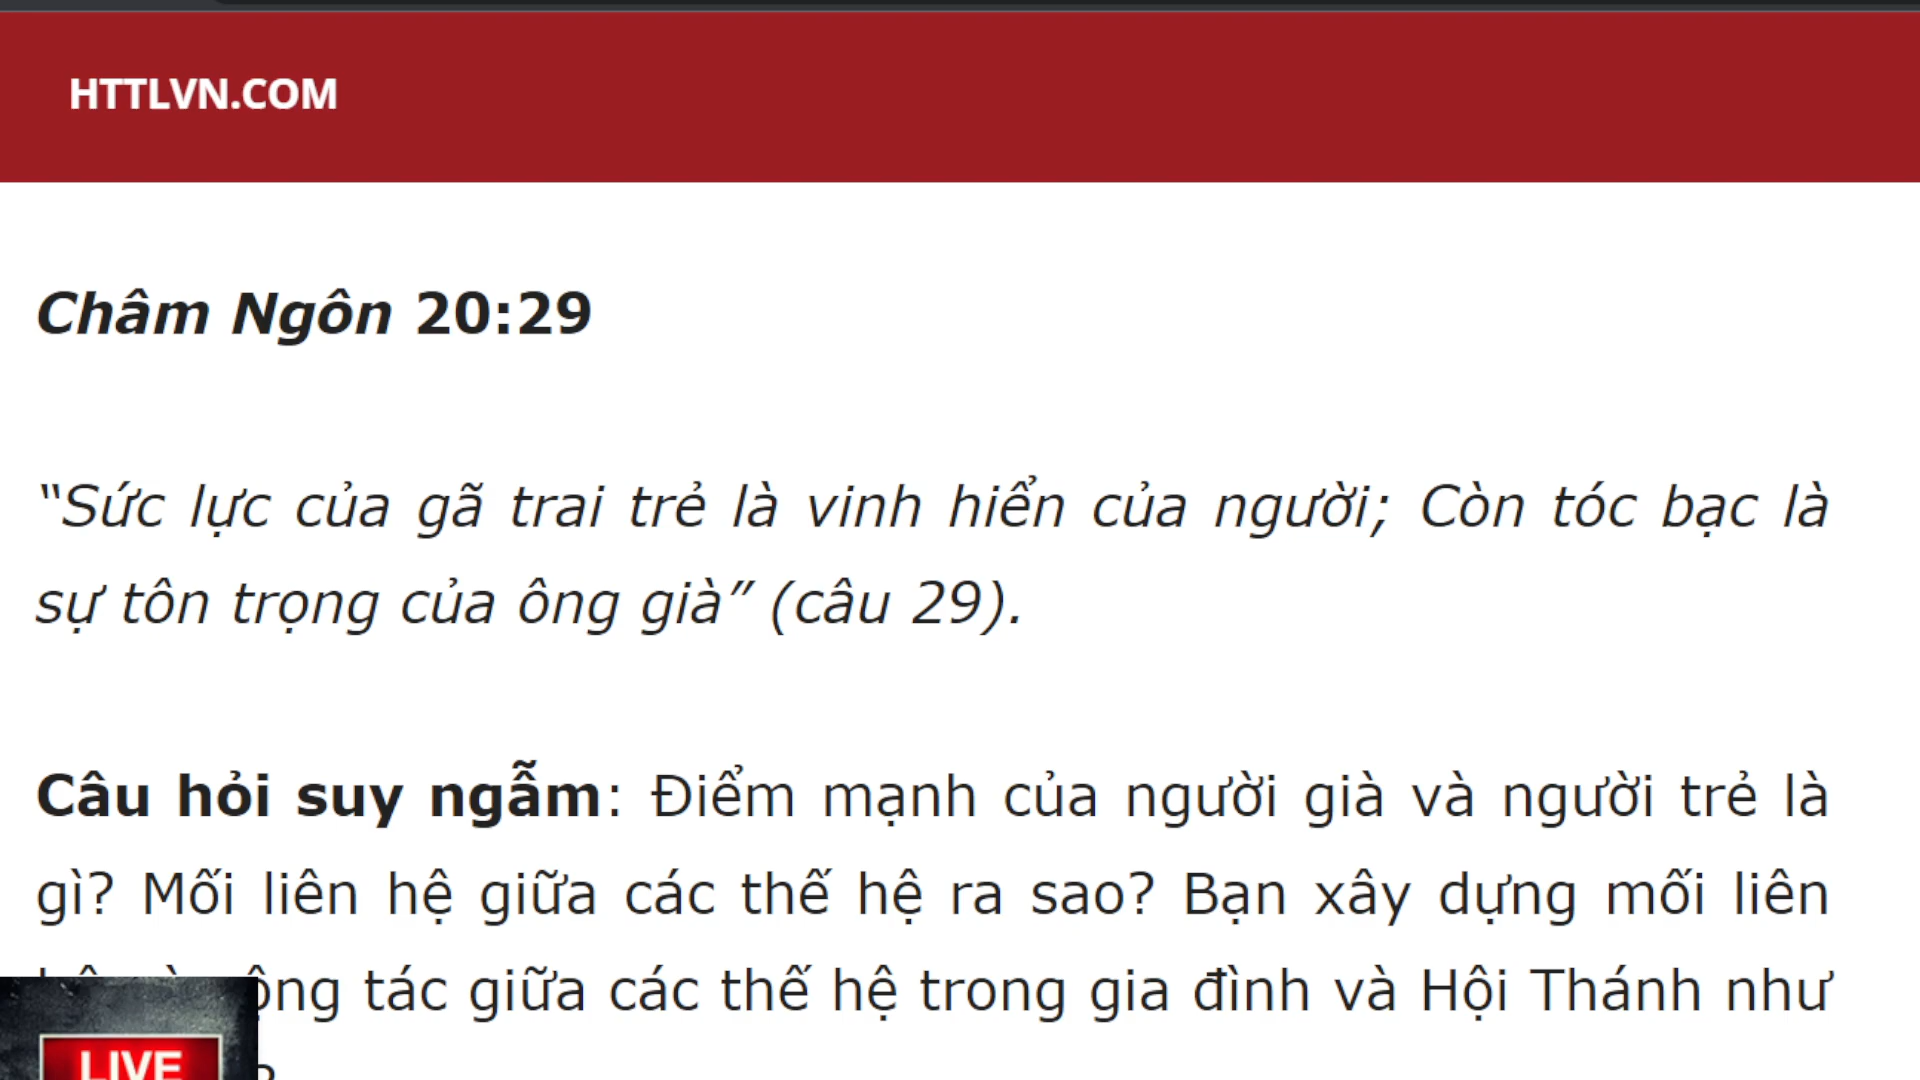 HTTLVN.COM
Châm Ngôn 20:29
“Sức lực của gã trai trẻ là vinh hiển của người; Còn tóc bạc là
sự tôn trọng của ông già” (câu 29).
Câu hỏi suy ngẫm: Điểm mạnh của người già và người trẻ là
gì? Mối liên hệ giữa các thế hệ ra sao? Bạn xây dựng mối liên
tác giữa các thế hệ trong gia đình và Hội Thánh như
LIVE